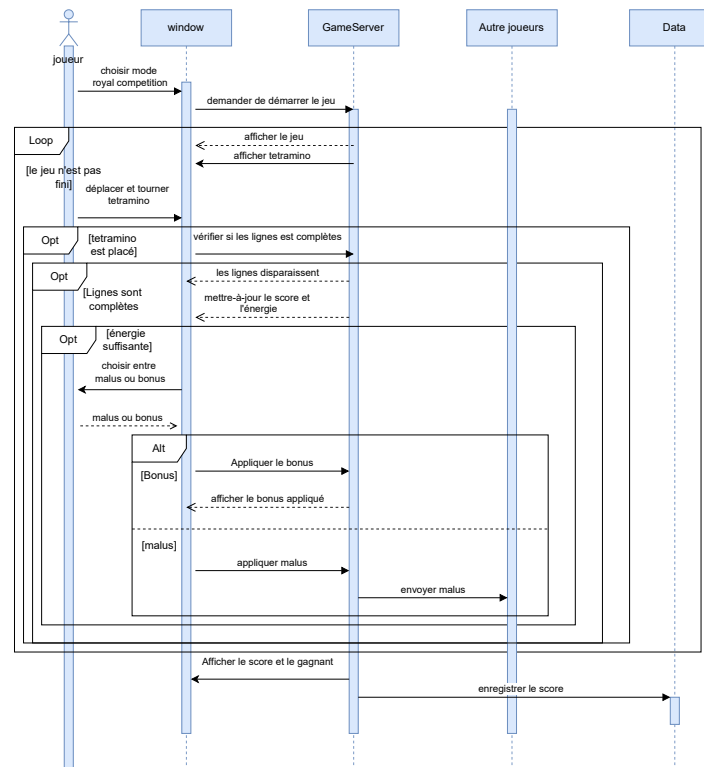 window
GameServer
Autre joueurs
Data
joueur
choisir mode
royal competition
demander de démarrer le jeu
Loop
afficher le jeu
afficher tetramino
[le jeu n'est pas
fini]
déplacer et tourner
tetramino
Opt
[tetramino
est placé]
vérifier si les lignes est complètes
Opt
[Lignes sont
complètes
les lignes disparaissent
mettre-à-jour le score et
l'énergie
Opt
[énergie
suffisante]
choisir entre
malus ou bonus
malus ou bonus
Alt
[Bonus]
Appliquer le bonus
afficher le bonus appliqué
[malus]
appliquer malus
envoyer malus
Afficher le score et le gagnant
enregistrer le score